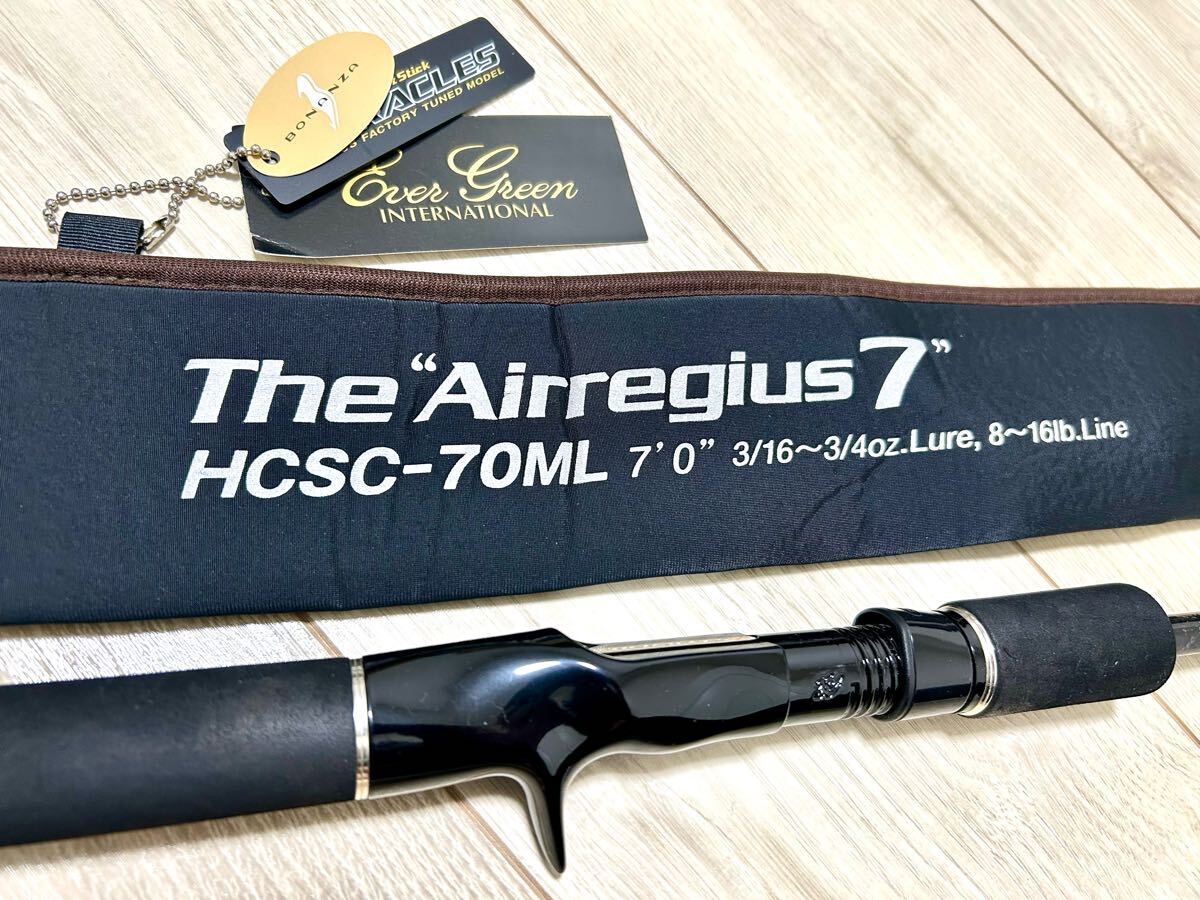 BONANZA
Stick
RACLES
FACTORY TUNED MODEL
Ever Green
INTERNATIONAL
The "Airregius 7"
HCSC-70ML 7'0" 3/16~3/4oz.Lure, 8~16lb.Line